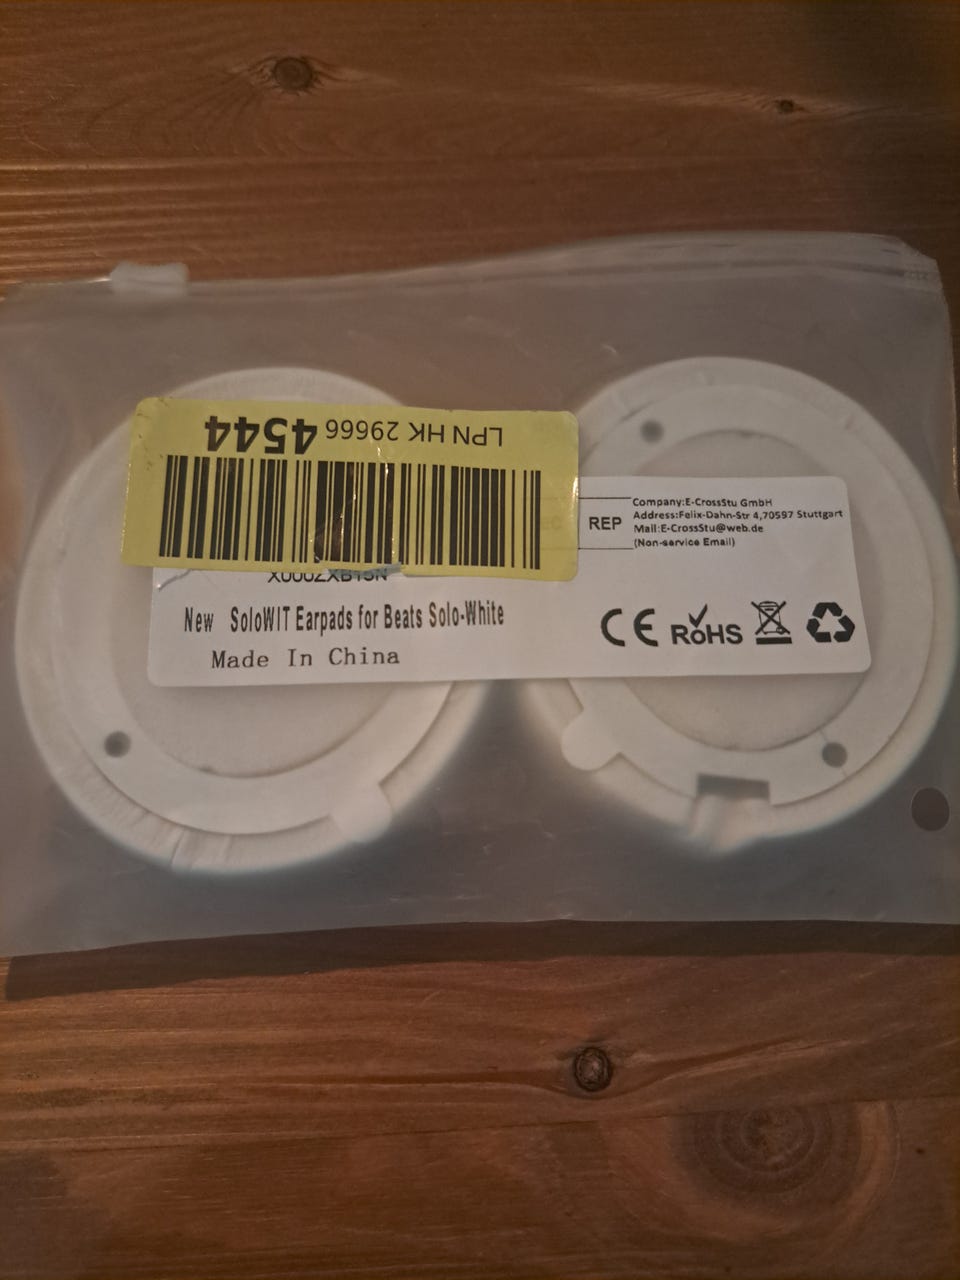 LPN HK 29666 4544
EC REP
Company:E-CrossStu GmbH
Address:Felix-Dahn-Str 4,70597 Stuttgart
Mail:E-CrossStu@web.de
(Non-service Email)
New SoloWIT Earpads for Beats Solo-White
Made In China
CE RoHS